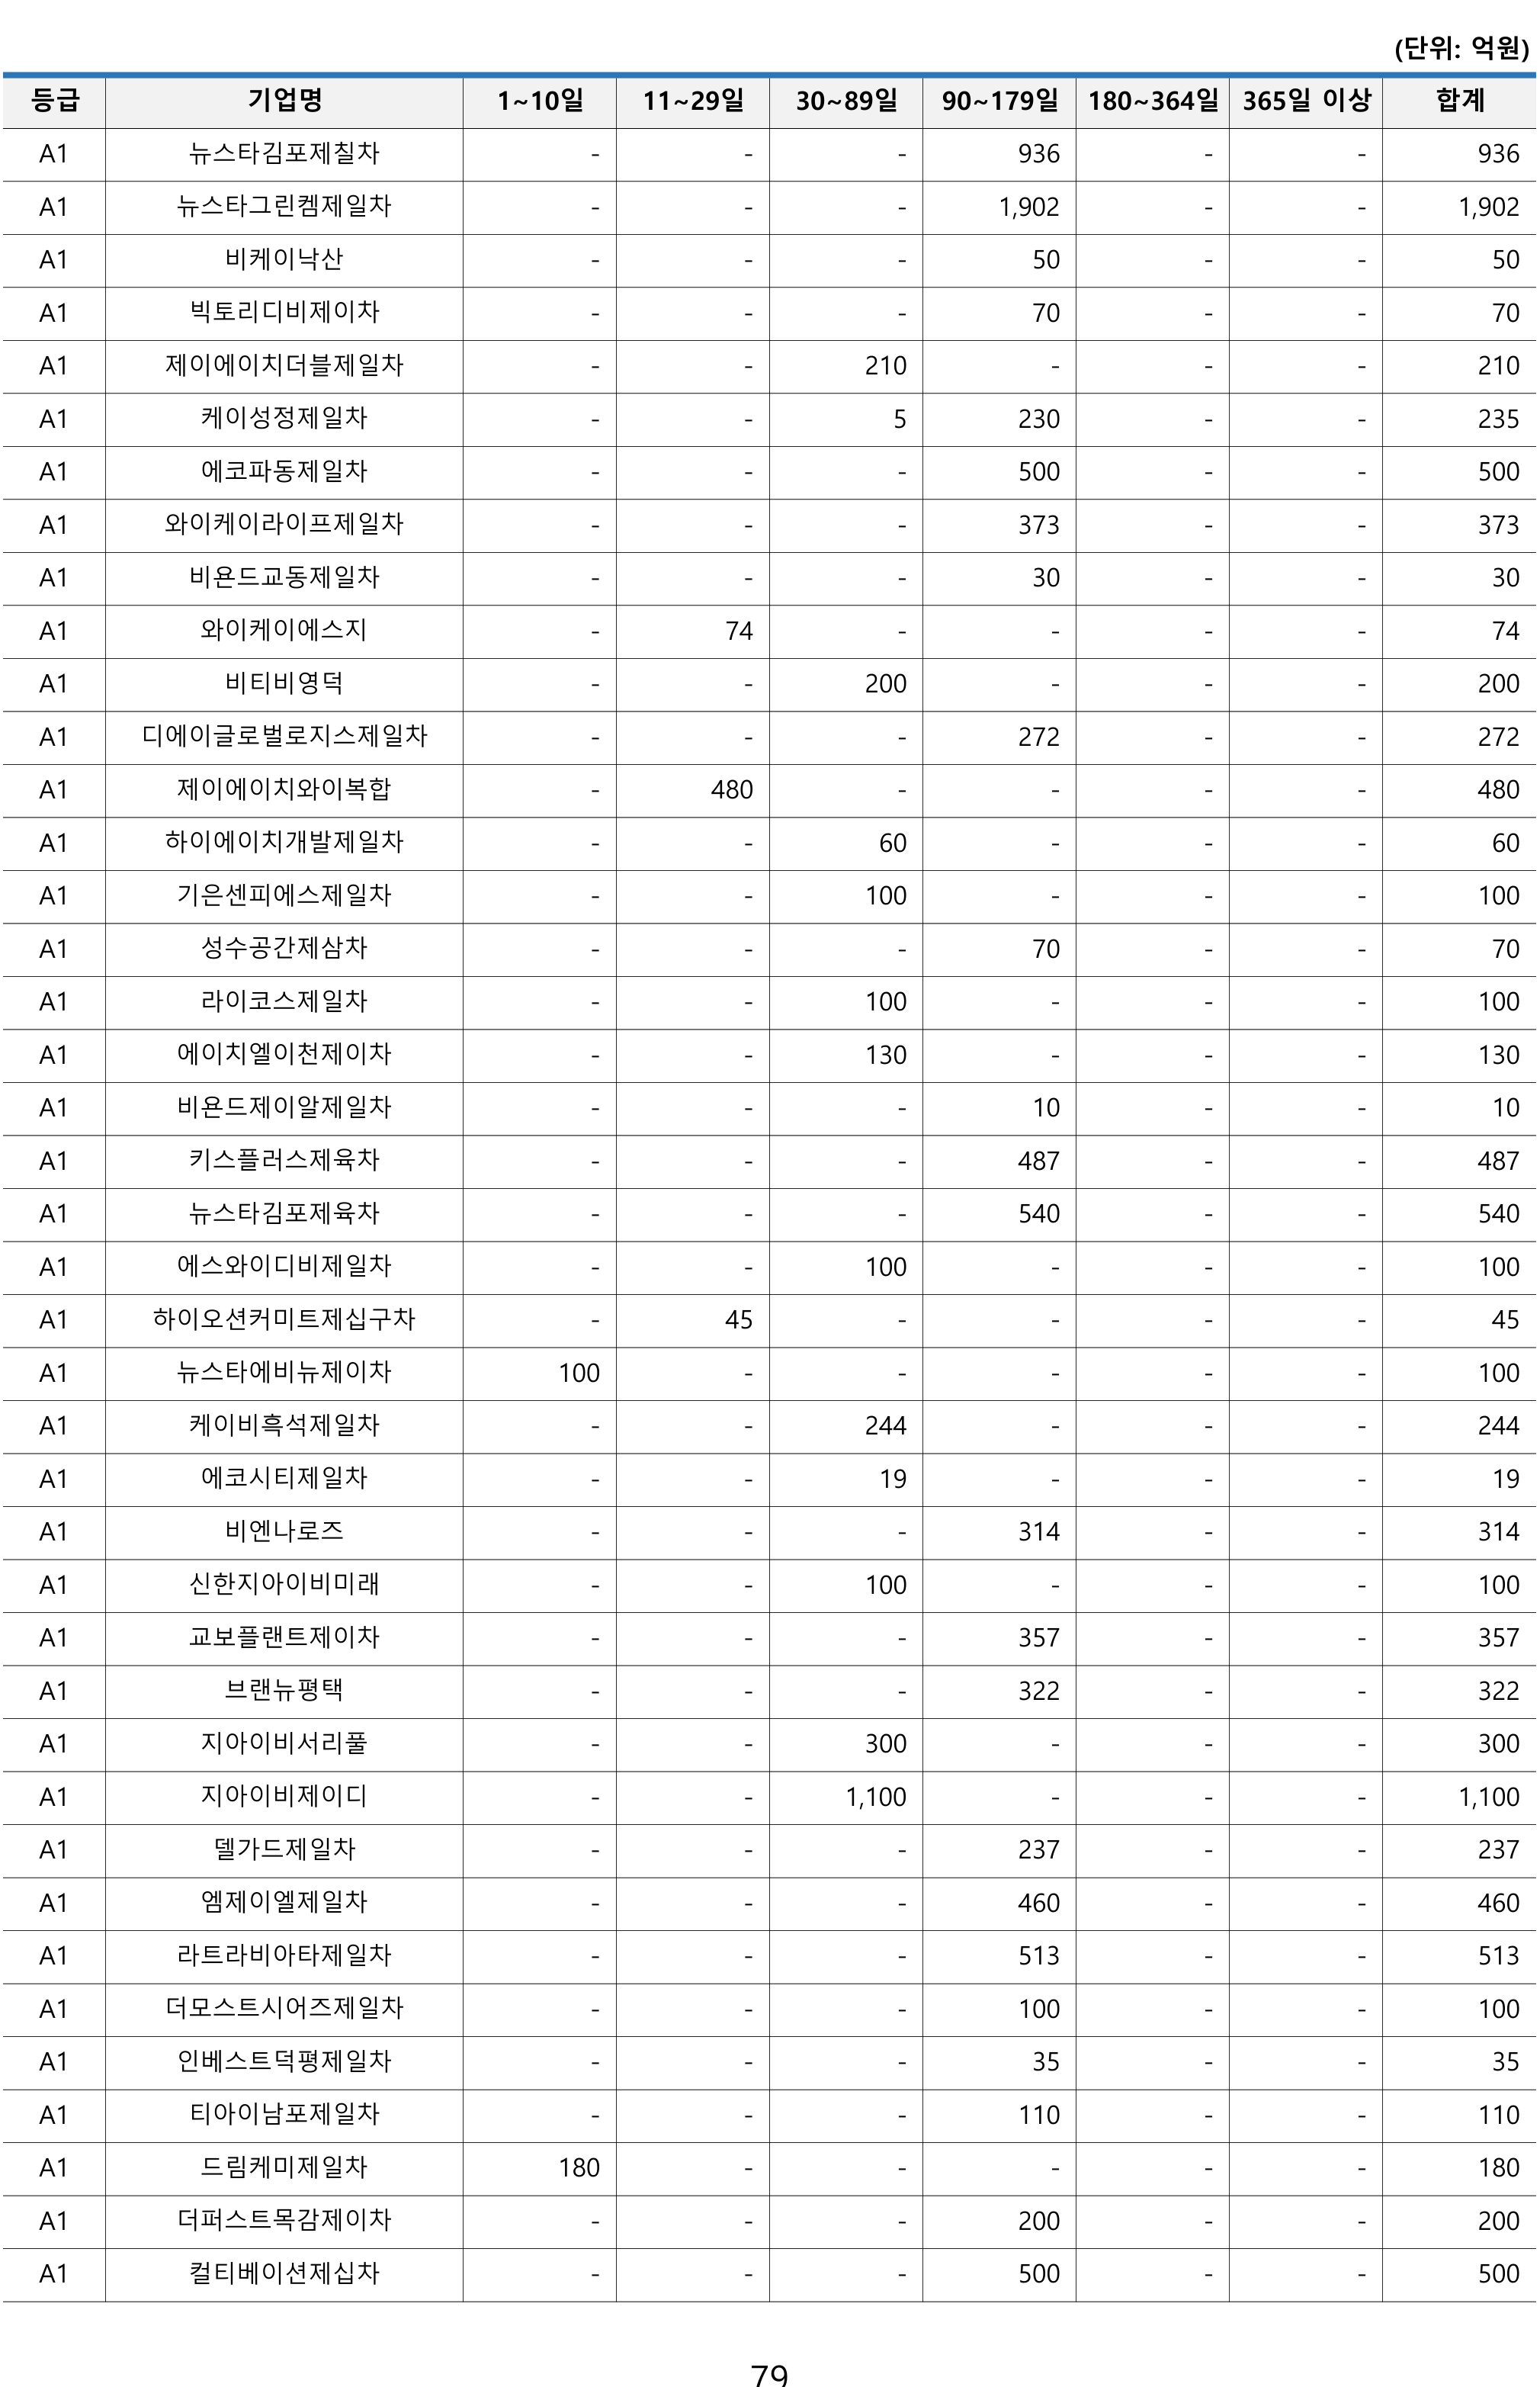 (단위: 억원)
등급 기업명 1~10일 11~29일 30~89일 90~179일 180~364일 365일 이상 합계
A1 뉴스타김포제칠차 - - - 936 - - 936
A1 뉴스타그린켐제일차 - - - 1,902 - - 1,902
A1 비케이낙산 - - - 50 - - 50
A1 빅토리디비제이차 - - - 70 - - 70
A1 제이에이치더블제일차 - - 210 - - - 210
A1 케이성정제일차 - - 5 230 - - 235
A1 에코파동제일차 - - - 500 - - 500
A1 와이케이라이프제일차 - - - 373 - - 373
A1 비욘드교동제일차 - - - 30 - - 30
A1 와이케이에스지 - 74 - - - - 74
A1 비티비영덕 - - 200 - - - 200
A1 디에이글로벌로지스제일차 - - - 272 - - 272
A1 제이에이치와이복합 - 480 - - - - 480
A1 하이에이치개발제일차 - - 60 - - - 60
A1 기은센피에스제일차 - - 100 - - - 100
A1 성수공간제삼차 - - - 70 - - 70
A1 라이코스제일차 - - 100 - - - 100
A1 에이치엘이천제이차 - - 130 - - - 130
A1 비욘드제이알제일차 - - - 10 - - 10
A1 키스플러스제육차 - - - 487 - - 487
A1 뉴스타김포제육차 - - - 540 - - 540
A1 에스와이디비제일차 - - 100 - - - 100
A1 하이오션커미트제십구차 - 45 - - - - 45
A1 뉴스타에비뉴제이차 100 - - - - - 100
A1 케이비흑석제일차 - - 244 - - - 244
A1 에코시티제일차 - - 19 - - - 19
A1 비엔나로즈 - - - 314 - - 314
A1 신한지아이비미래 - - 100 - - - 100
A1 교보플랜트제이차 - - - 357 - - 357
A1 브랜뉴평택 - - - 322 - - 322
A1 지아이비서리풀 - - 300 - - - 300
A1 지아이비제이디 - - 1,100 - - - 1,100
A1 델가드제일차 - - - 237 - - 237
A1 엠제이엘제일차 - - - 460 - - 460
A1 라트라비아타제일차 - - - 513 - - 513
A1 더모스트시어즈제일차 - - - 100 - - 100
A1 인베스트덕평제일차 - - - 35 - - 35
A1 티아이남포제일차 - - - 110 - - 110
A1 드림케미제일차 180 - - - - - 180
A1 더퍼스트목감제이차 - - - 200 - - 200
A1 컬티베이션제십차 - - - 500 - - 500
79